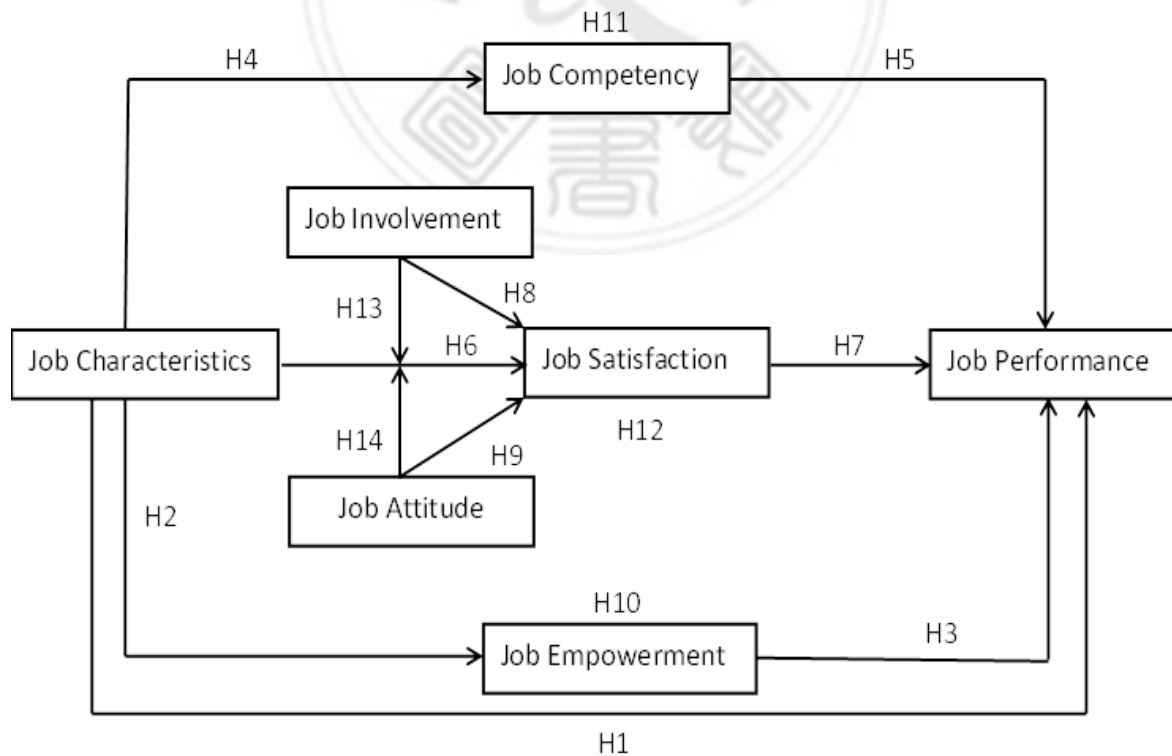 H11
H4
Job Competency
H5
Job Involvement
H13
H8
Job Characteristics
H6
Job Satisfaction
H7
Job Performance
H12
H14
H9
Job Attitude
H2
H10
Job Empowerment
H3
H1
書